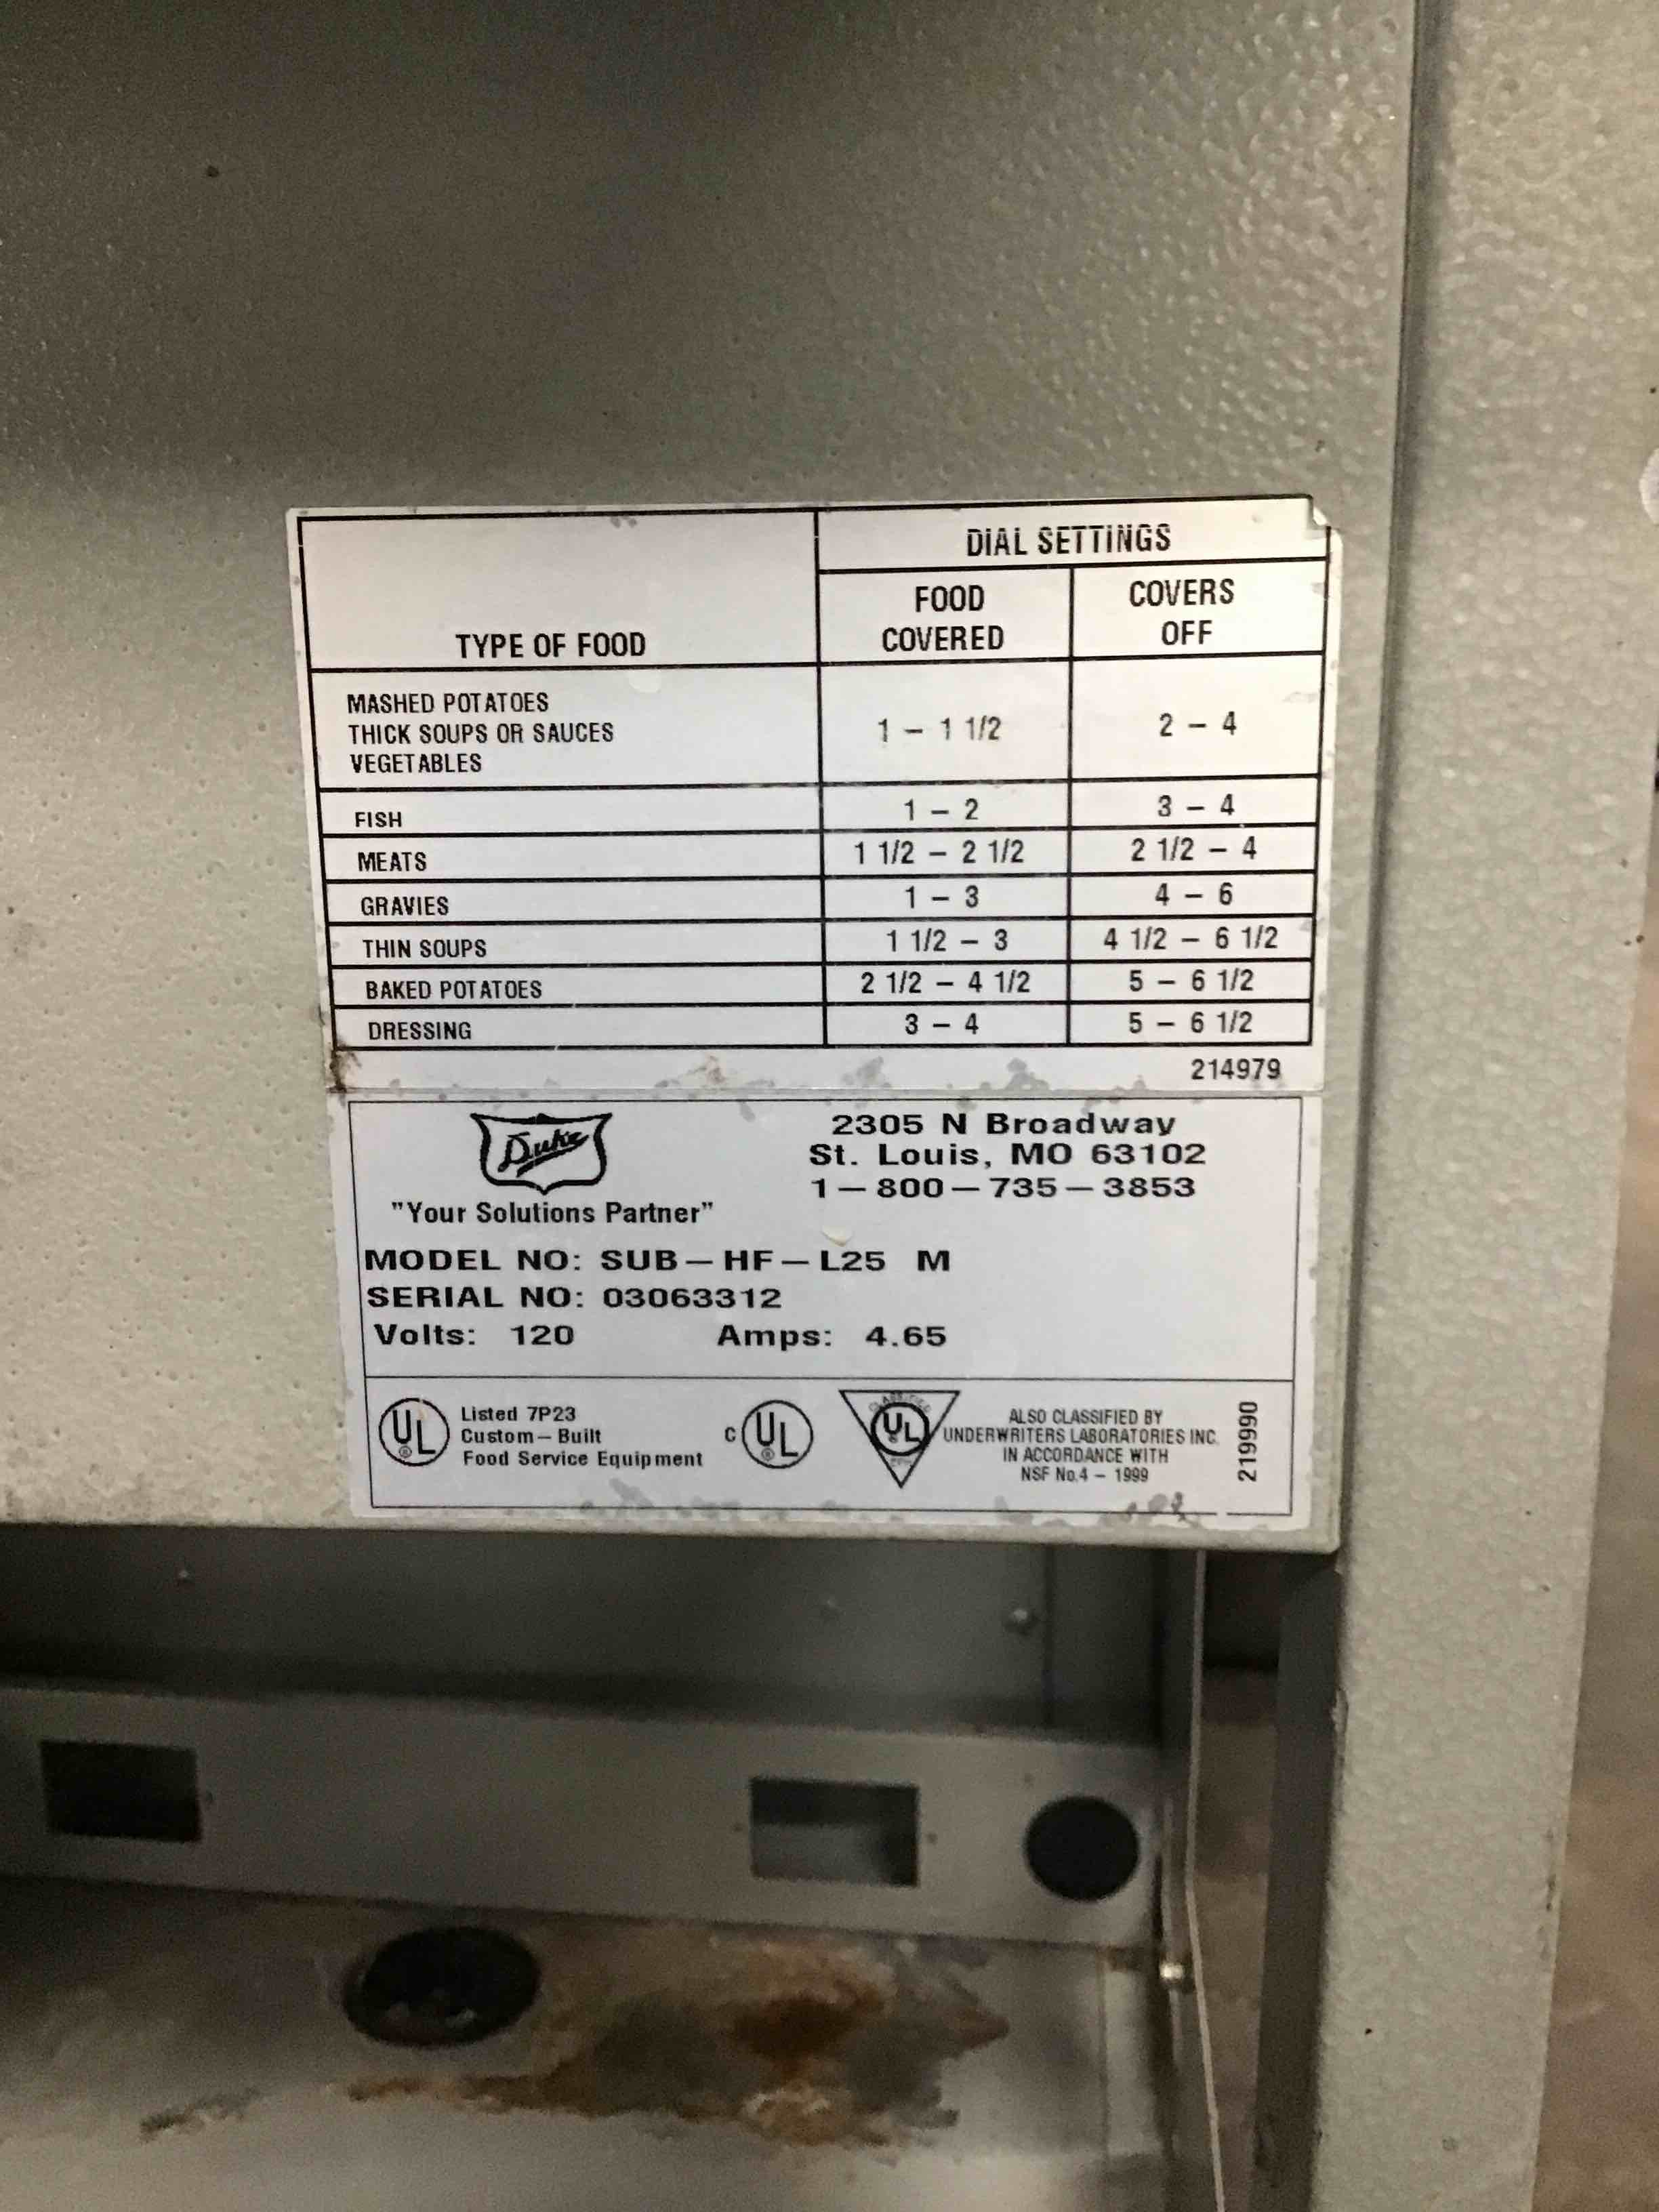 DIAL SETTINGS
TYPE OF FOOD FOOD COVERED COVERS OFF
MASHED POTATOES
THICK SOUPS OR SAUCES 1 – 1 1/2 2 – 4
VEGETABLES
FISH 1 – 2 3 – 4
MEATS 1 1/2 – 2 1/2 2 1/2 – 4
GRAVIES 1 – 3 4 – 6
THIN SOUPS 1 1/2 – 3 4 1/2 – 6 1/2
BAKED POTATOES 2 1/2 – 4 1/2 5 – 6 1/2
DRESSING 3 – 4 5 – 6 1/2
214979
Duke
"Your Solutions Partner"
2305 N Broadway
St. Louis, MO 63102
1–800–735–3853
MODEL NO: SUB–HF–L25 M
SERIAL NO: 03063312
Volts: 120 Amps: 4.65
UL®
Listed 7P23
Custom–Built
Food Service Equipment
C UL®
CLASSIFIED
UL®
ALSO CLASSIFIED BY
UNDERWRITERS LABORATORIES INC.
IN ACCORDANCE WITH
NSF No.4 – 1999
219990